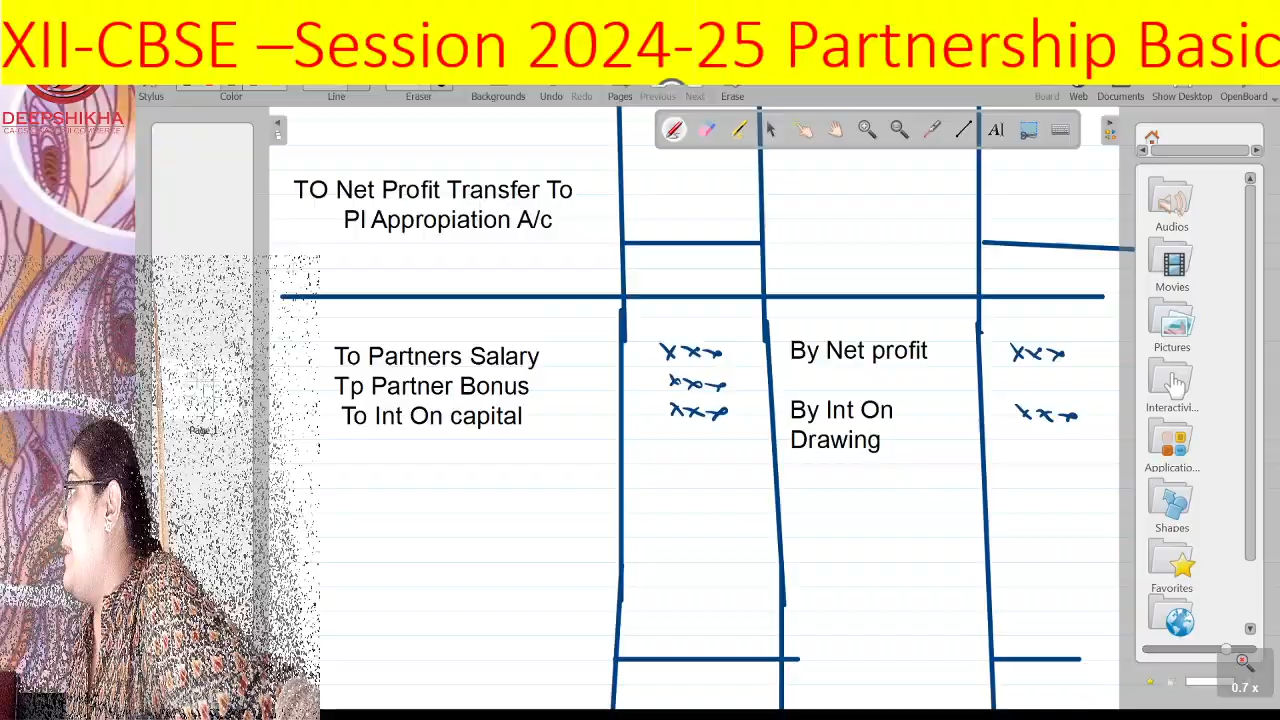 XII-CBSE –Session 2024-25 Partnership Basic
Stylus Color Line Eraser Backgrounds Undo Redo Pages Previous Next Erase Board Web Documents Show Desktop OpenBoard
DEEPSHIKHA
TO Net Profit Transfer To
Pl Appropiation A/c
To Partners Salary xxx By Net profit xxx
Tp Partner Bonus xxx
To Int On capital xxx By Int On xxx
Drawing
Page 1
Audios
Movies
Pictures
Interactivi...
Applicatio...
Shapes
Favorites
0.7 x